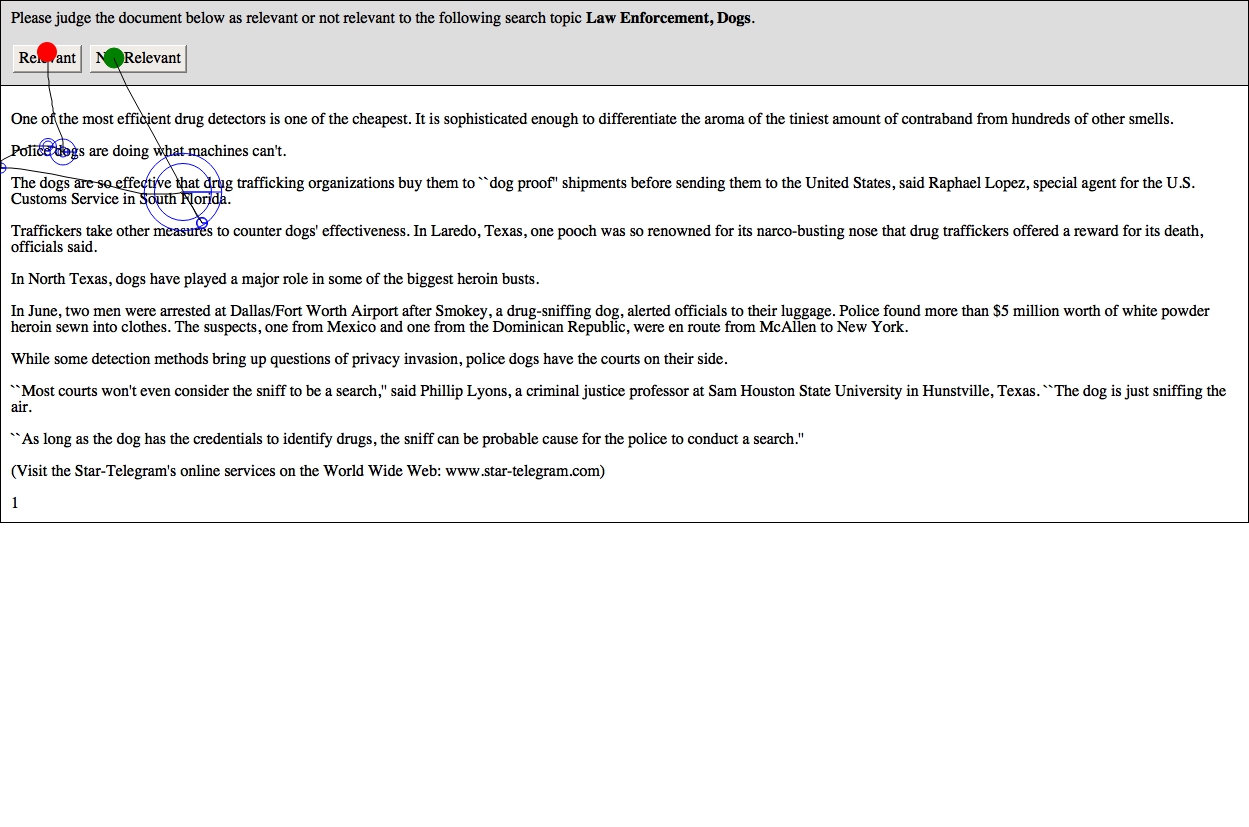 Please judge the document below as relevant or not relevant to the following search topic Law Enforcement, Dogs.
Relevant Not Relevant
One of the most efficient drug detectors is one of the cheapest. It is sophisticated enough to differentiate the aroma of the tiniest amount of contraband from hundreds of other smells.
Police dogs are doing what machines can't.
The dogs are so effective that drug trafficking organizations buy them to ``dog proof'' shipments before sending them to the United States, said Raphael Lopez, special agent for the U.S.
Customs Service in South Florida.
Traffickers take other measures to counter dogs' effectiveness. In Laredo, Texas, one pooch was so renowned for its narco-busting nose that drug traffickers offered a reward for its death,
officials said.
In North Texas, dogs have played a major role in some of the biggest heroin busts.
In June, two men were arrested at Dallas/Fort Worth Airport after Smokey, a drug-sniffing dog, alerted officials to their luggage. Police found more than $5 million worth of white powder
heroin sewn into clothes. The suspects, one from Mexico and one from the Dominican Republic, were en route from McAllen to New York.
While some detection methods bring up questions of privacy invasion, police dogs have the courts on their side.
``Most courts won't even consider the sniff to be a search,'' said Phillip Lyons, a criminal justice professor at Sam Houston State University in Hunstville, Texas. ``The dog is just sniffing the
air.
``As long as the dog has the credentials to identify drugs, the sniff can be probable cause for the police to conduct a search.''
(Visit the Star-Telegram's online services on the World Wide Web: www.star-telegram.com)
1